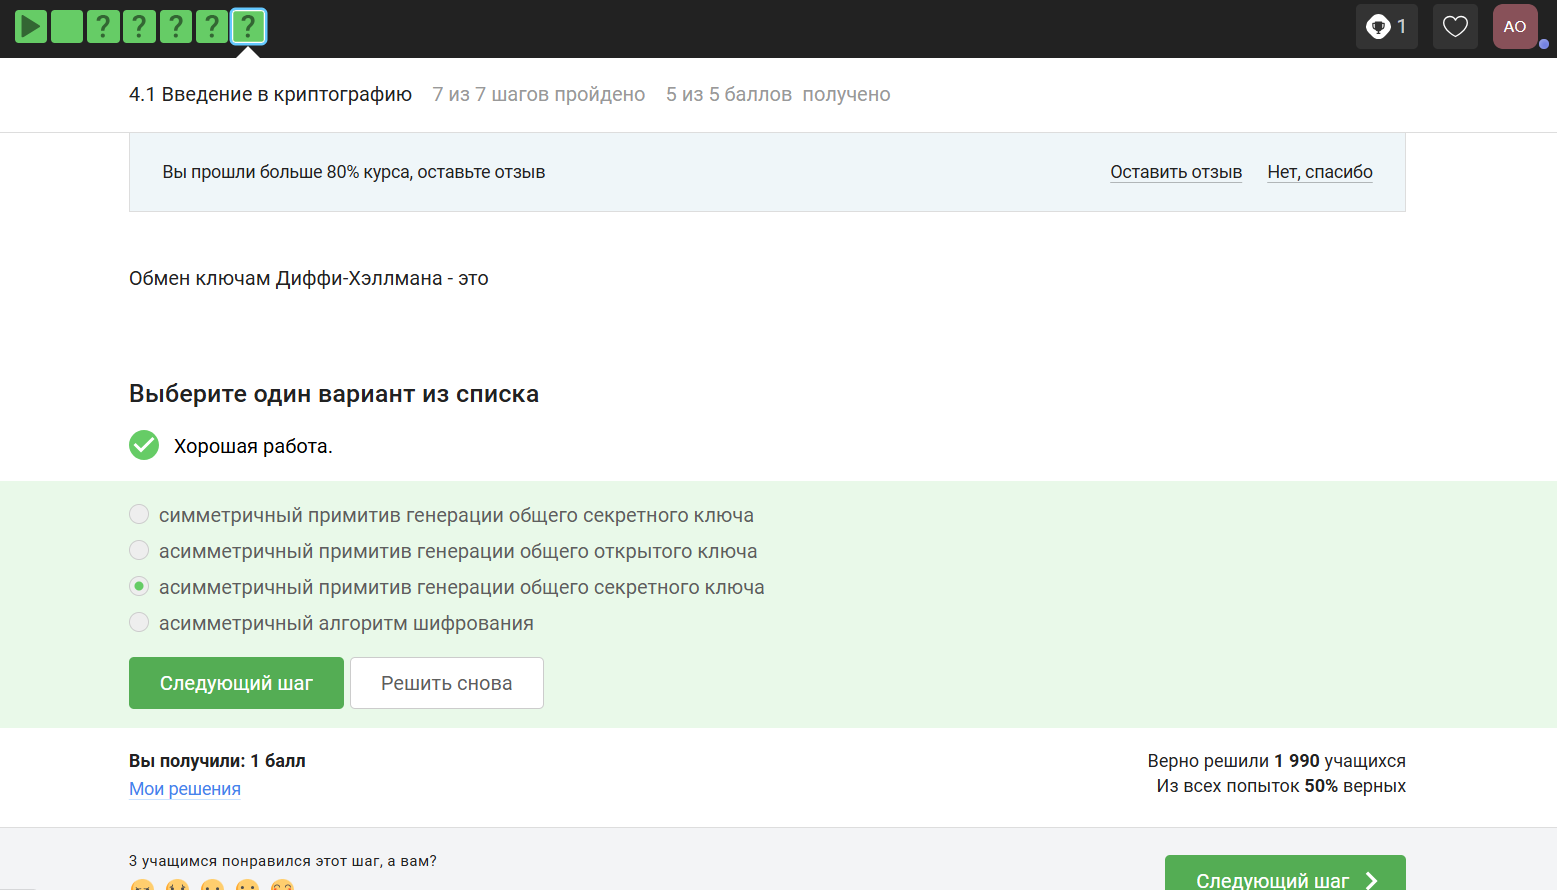 ? ? ? ? ?
1
АО
4.1 Введение в криптографию 7 из 7 шагов пройдено 5 из 5 баллов получено
Вы прошли больше 80% курса, оставьте отзыв Оставить отзыв Нет, спасибо
Обмен ключам Диффи-Хэллмана - это
Выберите один вариант из списка
Хорошая работа.
симметричный примитив генерации общего секретного ключа
асимметричный примитив генерации общего открытого ключа
асимметричный примитив генерации общего секретного ключа
асимметричный алгоритм шифрования
Следующий шаг Решить снова
Вы получили: 1 балл
Мои решения
Верно решили 1 990 учащихся
Из всех попыток 50% верных
3 учащимся понравился этот шаг, а вам?
Следующий шаг